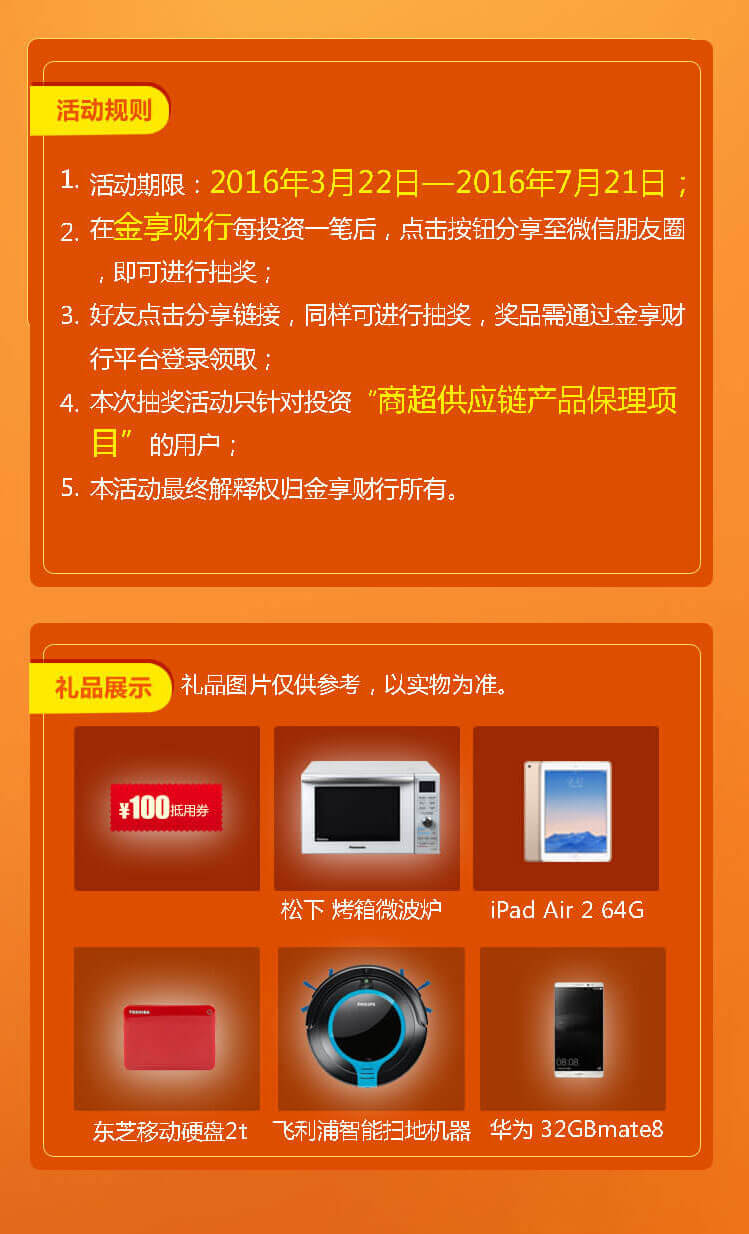 活动规则
1. 活动期限：2016年3月22日—2016年7月21日；
2. 在金享财行每投资一笔后，点击按钮分享至微信朋友圈
，即可进行抽奖；
3. 好友点击分享链接，同样可进行抽奖，奖品需通过金享财
行平台登录领取；
4. 本次抽奖活动只针对投资“商超供应链产品保理项
目”的用户；
5. 本活动最终解释权归金享财行所有。
礼品展示 礼品图片仅供参考，以实物为准。
¥100抵用券
Panasonic
松下 烤箱微波炉
iPad Air 2 64G
TOSHIBA
PHILIPS
08:08
东芝移动硬盘2t
飞利浦智能扫地机器
华为 32GBmate8